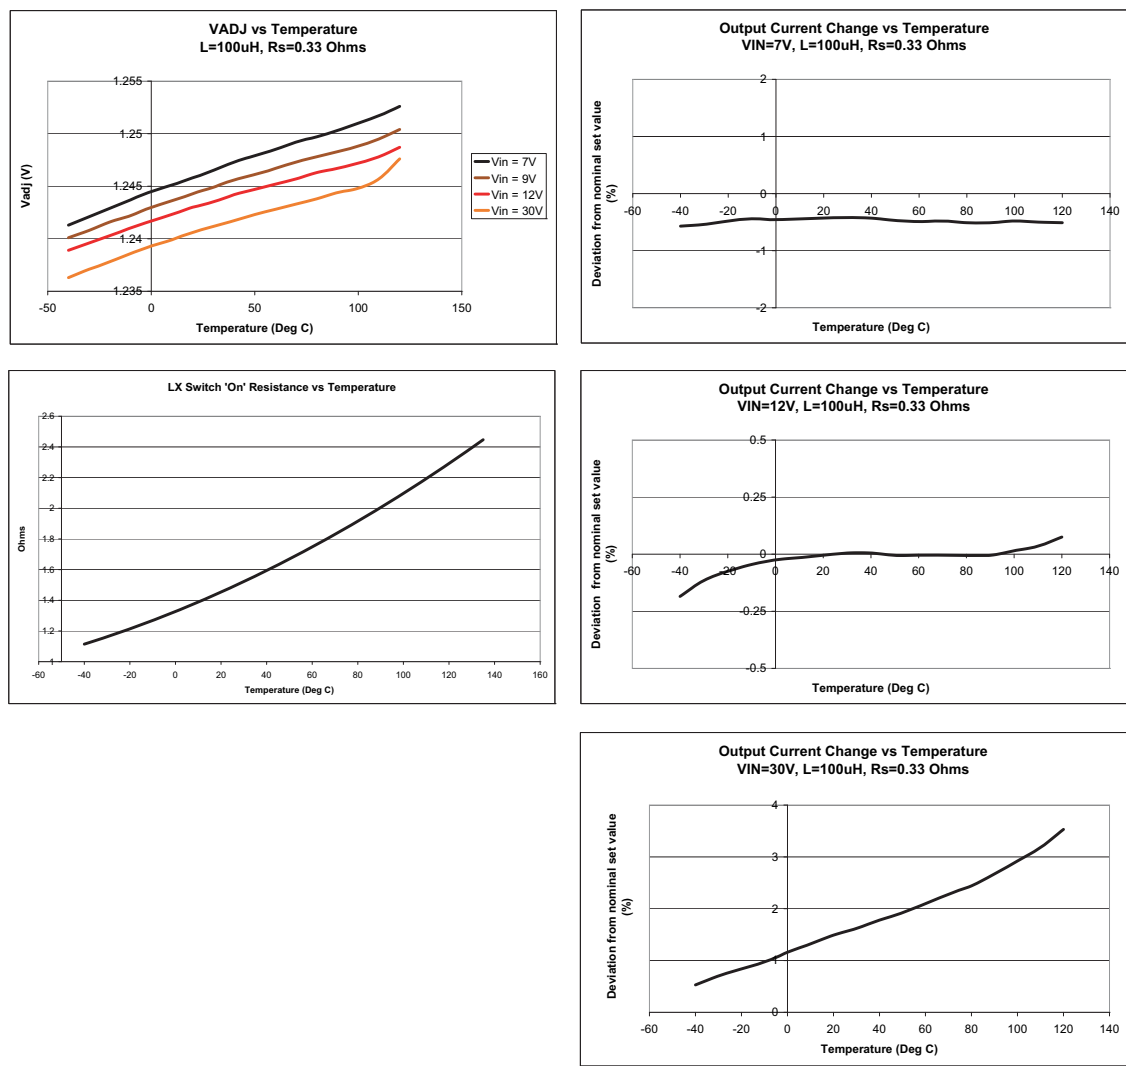 VADJ vs Temperature
L=100uH, Rs=0.33 Ohms
1.255
1.25
1.245
1.24
1.235
Vadj (V)
-50 0 50 100 150
Temperature (Deg C)
Vin = 7V
Vin = 9V
Vin = 12V
Vin = 30V
Output Current Change vs Temperature
VIN=7V, L=100uH, Rs=0.33 Ohms
2
1
0
-1
-2
Deviation from nominal set value
(%)
-60 -40 -20 0 20 40 60 80 100 120 140
Temperature (Deg C)
LX Switch 'On' Resistance vs Temperature
2.6
2.4
2.2
2
1.8
1.6
1.4
1.2
1
Ohms
-60 -40 -20 0 20 40 60 80 100 120 140 160
Temperature (Deg C)
Output Current Change vs Temperature
VIN=12V, L=100uH, Rs=0.33 Ohms
0.5
0.25
0
-0.25
-0.5
Deviation from nominal set value
(%)
-60 -40 -20 0 20 40 60 80 100 120 140
Temperature (Deg C)
Output Current Change vs Temperature
VIN=30V, L=100uH, Rs=0.33 Ohms
4
3
2
1
0
Deviation from nominal set value
(%)
-60 -40 -20 0 20 40 60 80 100 120 140
Temperature (Deg C)